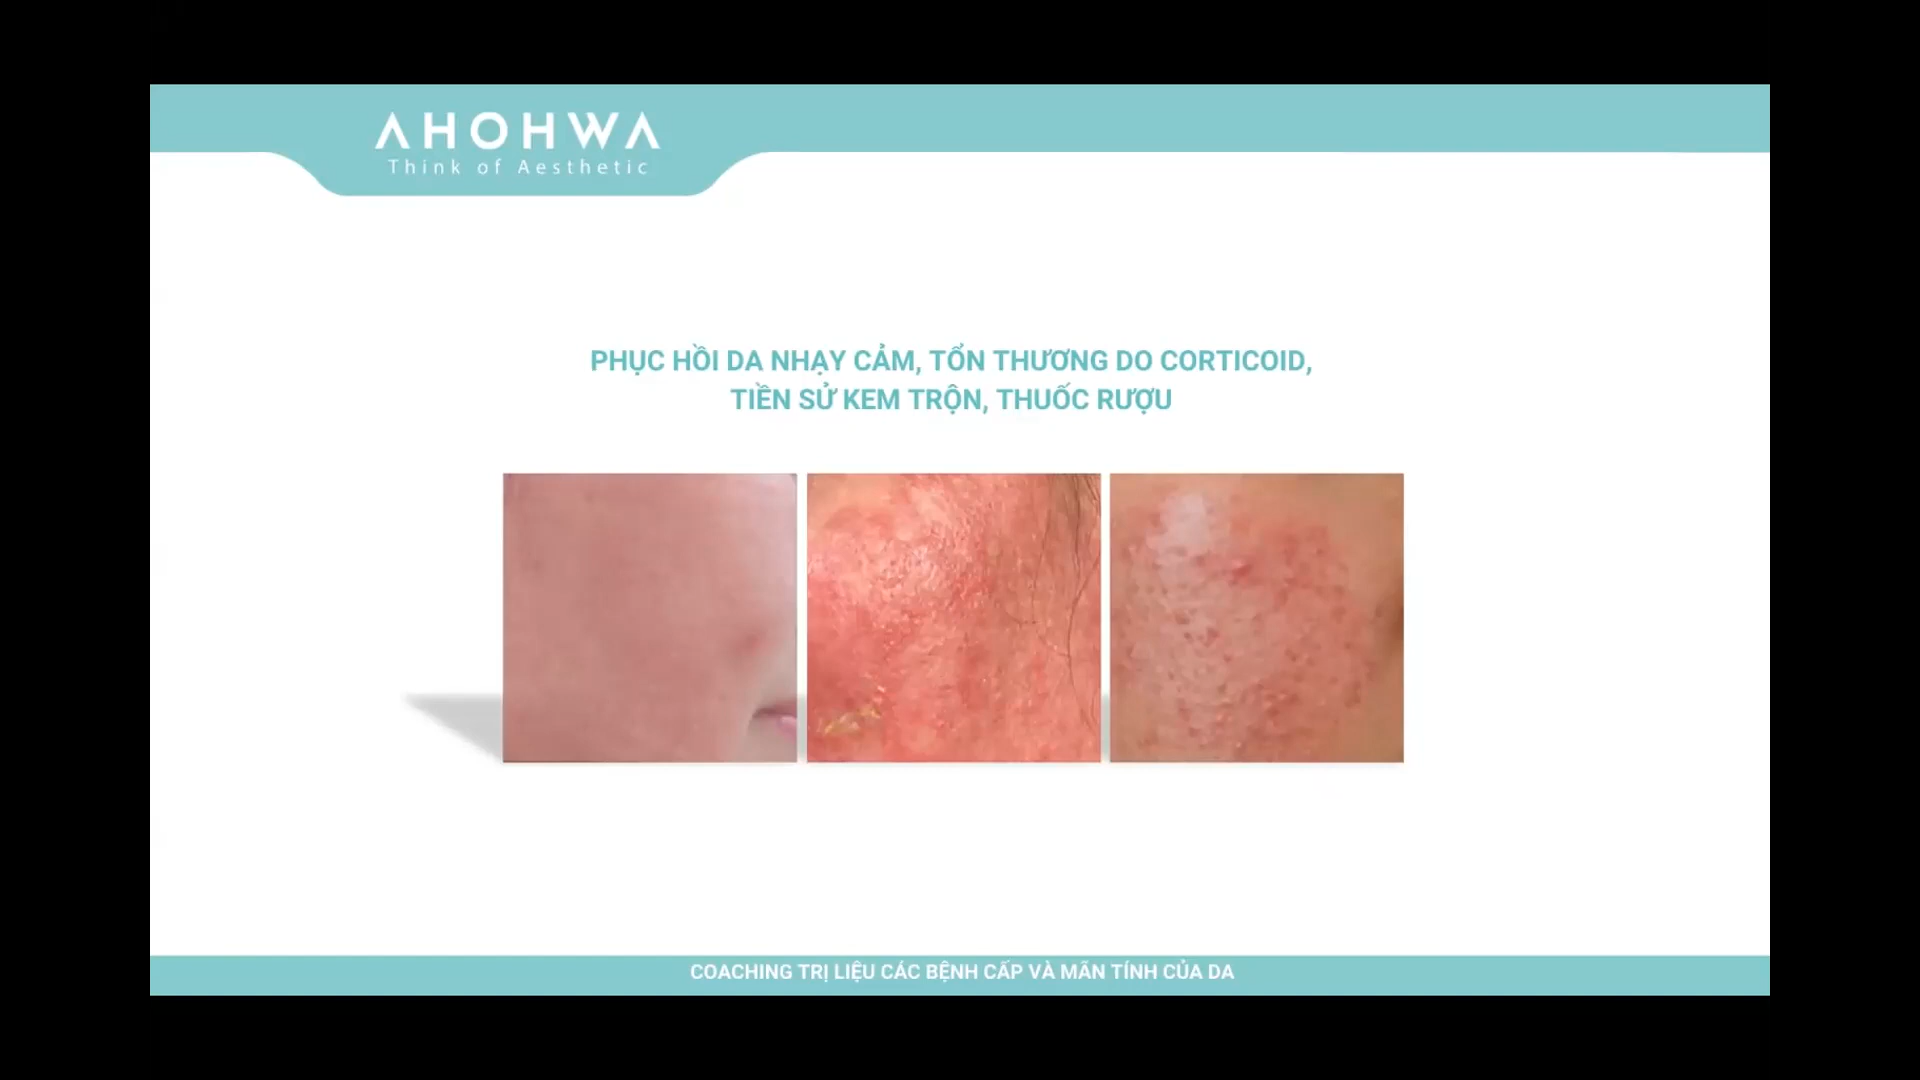 AHOHWA
Think of Aesthetic
PHỤC HỒI DA NHẠY CẢM, TỔN THƯƠNG DO CORTICOID,
TIỀN SỬ KEM TRỘN, THUỐC RƯỢU
COACHING TRỊ LIỆU CÁC BỆNH CẤP VÀ MÃN TÍNH CỦA DA